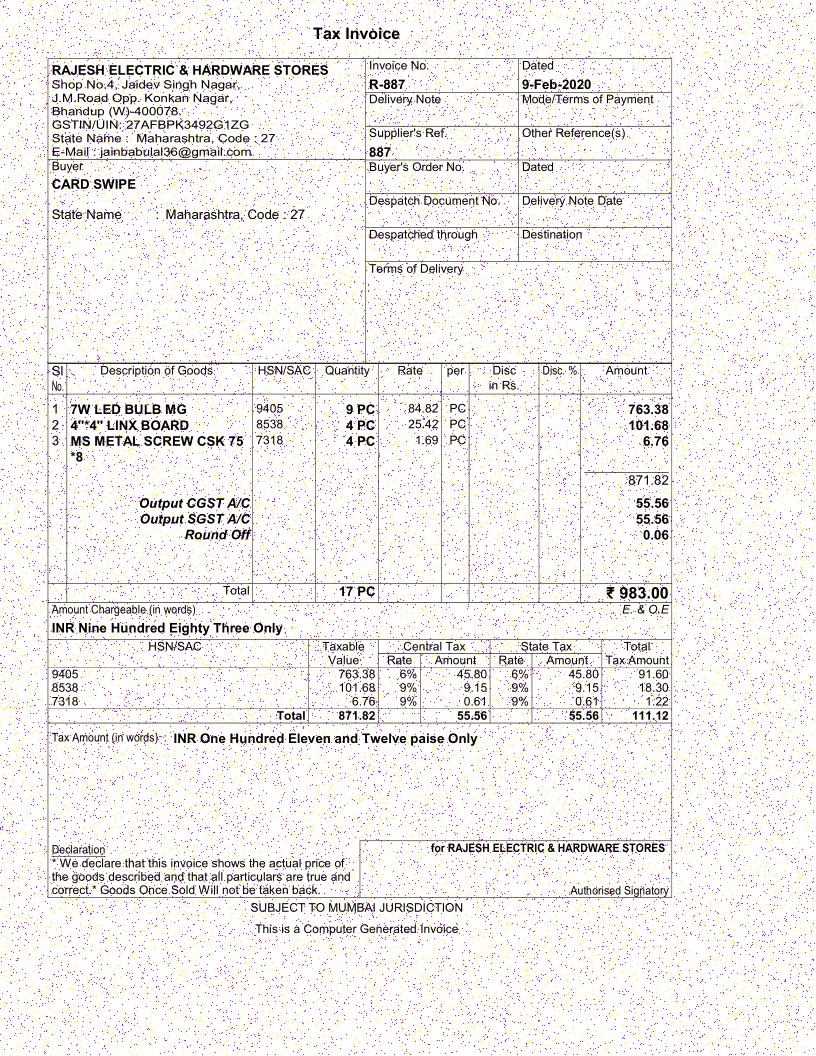 Tax Invoice
RAJESH ELECTRIC & HARDWARE STORES
Shop No.4, Jaidev Singh Nagar,
J.M.Road Opp. Konkan Nagar,
Bhandup (W)-400078.
GSTIN/UIN: 27AFBPK3492G1ZG
State Name : Maharashtra, Code : 27
E-Mail : jainbabulal36@gmail.com
Invoice No. Dated
R-887 9-Feb-2020
Delivery Note Mode/Terms of Payment
Supplier's Ref. Other Reference(s)
887
Buyer
CARD SWIPE
State Name : Maharashtra, Code : 27
Buyer's Order No. Dated
Despatch Document No. Delivery Note Date
Despatched through Destination
Terms of Delivery
Sl No. Description of Goods HSN/SAC Quantity Rate per Disc in Rs. Disc. % Amount
1 7W LED BULB MG 9405 9 PC 84.82 PC 763.38
2 4"*4" LINX BOARD 8538 4 PC 25.42 PC 101.68
3 MS METAL SCREW CSK 75 7318 4 PC 1.69 PC 6.76
*8
871.82
Output CGST A/C 55.56
Output SGST A/C 55.56
Round Off 0.06
Total 17 PC ₹ 983.00
Amount Chargeable (in words) E. & O.E
INR Nine Hundred Eighty Three Only
HSN/SAC Taxable Central Tax State Tax Total
Value Rate Amount Rate Amount Tax Amount
9405 763.38 6% 45.80 6% 45.80 91.60
8538 101.68 9% 9.15 9% 9.15 18.30
7318 6.76 9% 0.61 9% 0.61 1.22
Total 871.82 55.56 55.56 111.12
Tax Amount (in words) : INR One Hundred Eleven and Twelve paise Only
Declaration
* We declare that this invoice shows the actual price of
the goods described and that all particulars are true and
correct.* Goods Once Sold Will not be taken back.
for RAJESH ELECTRIC & HARDWARE STORES
Authorised Signatory
SUBJECT TO MUMBAI JURISDICTION
This is a Computer Generated Invoice